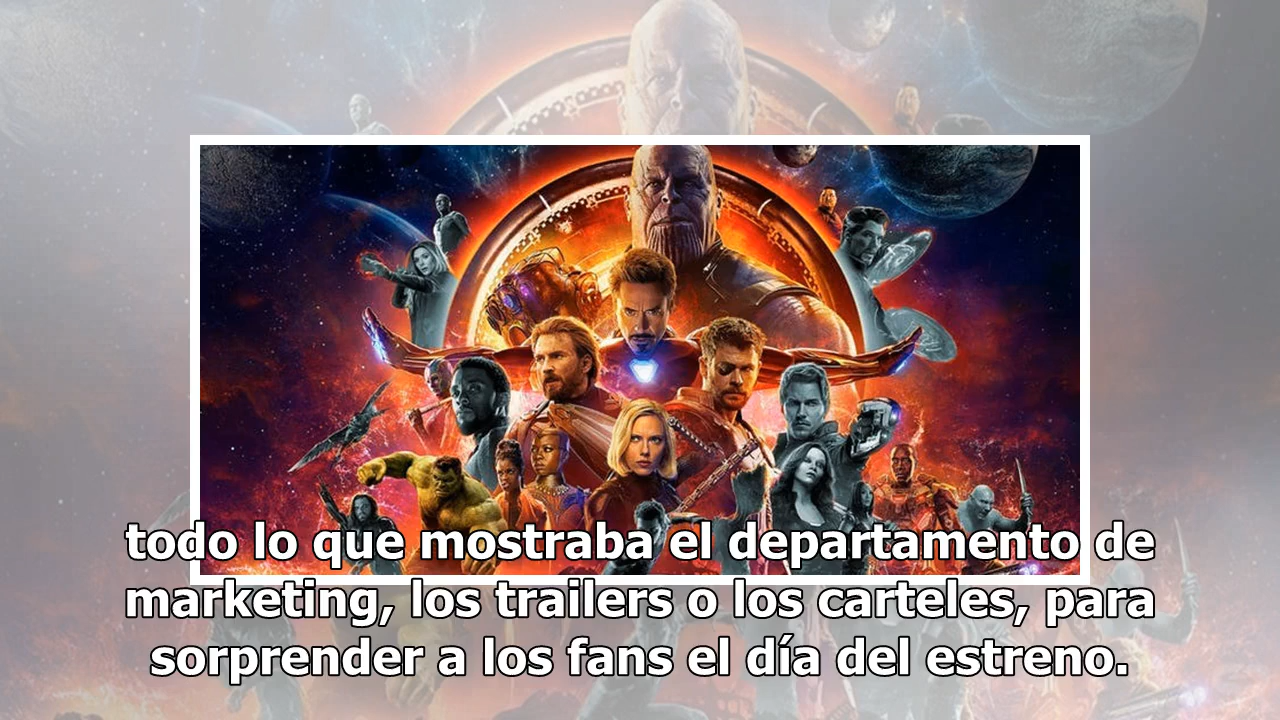 todo lo que mostraba el departamento de
marketing, los trailers o los carteles, para
sorprender a los fans el día del estreno.